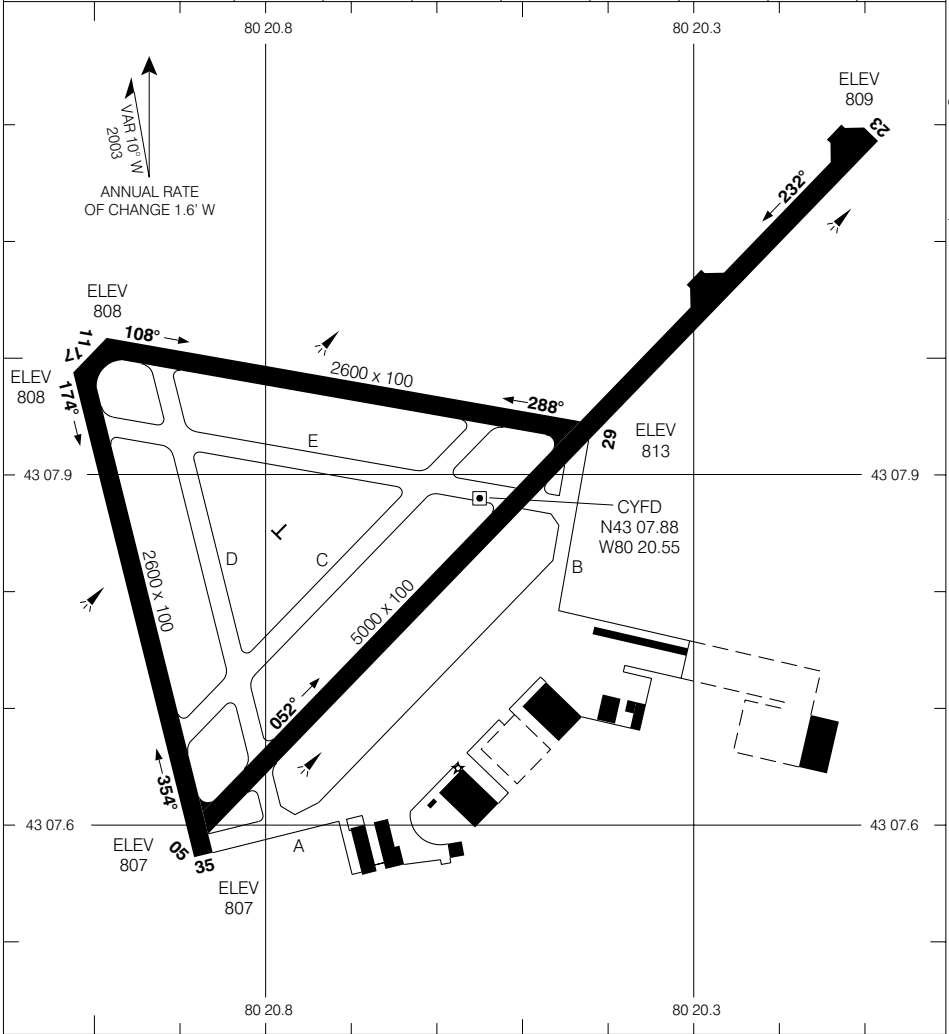 80 20.8
80 20.3
ELEV
809
23
VAR 10° W
2003
232°
ANNUAL RATE
OF CHANGE 1.6' W
ELEV
808
11
17
108°
2600 x 100
ELEV
808
174°
288°
29
ELEV
813
E
43 07.9
43 07.9
CYFD
N43 07.88
W80 20.55
D
C
B
2600 x 100
5000 x 100
052°
354°
43 07.6
43 07.6
ELEV
807
05
35
A
ELEV
807
80 20.8
80 20.3